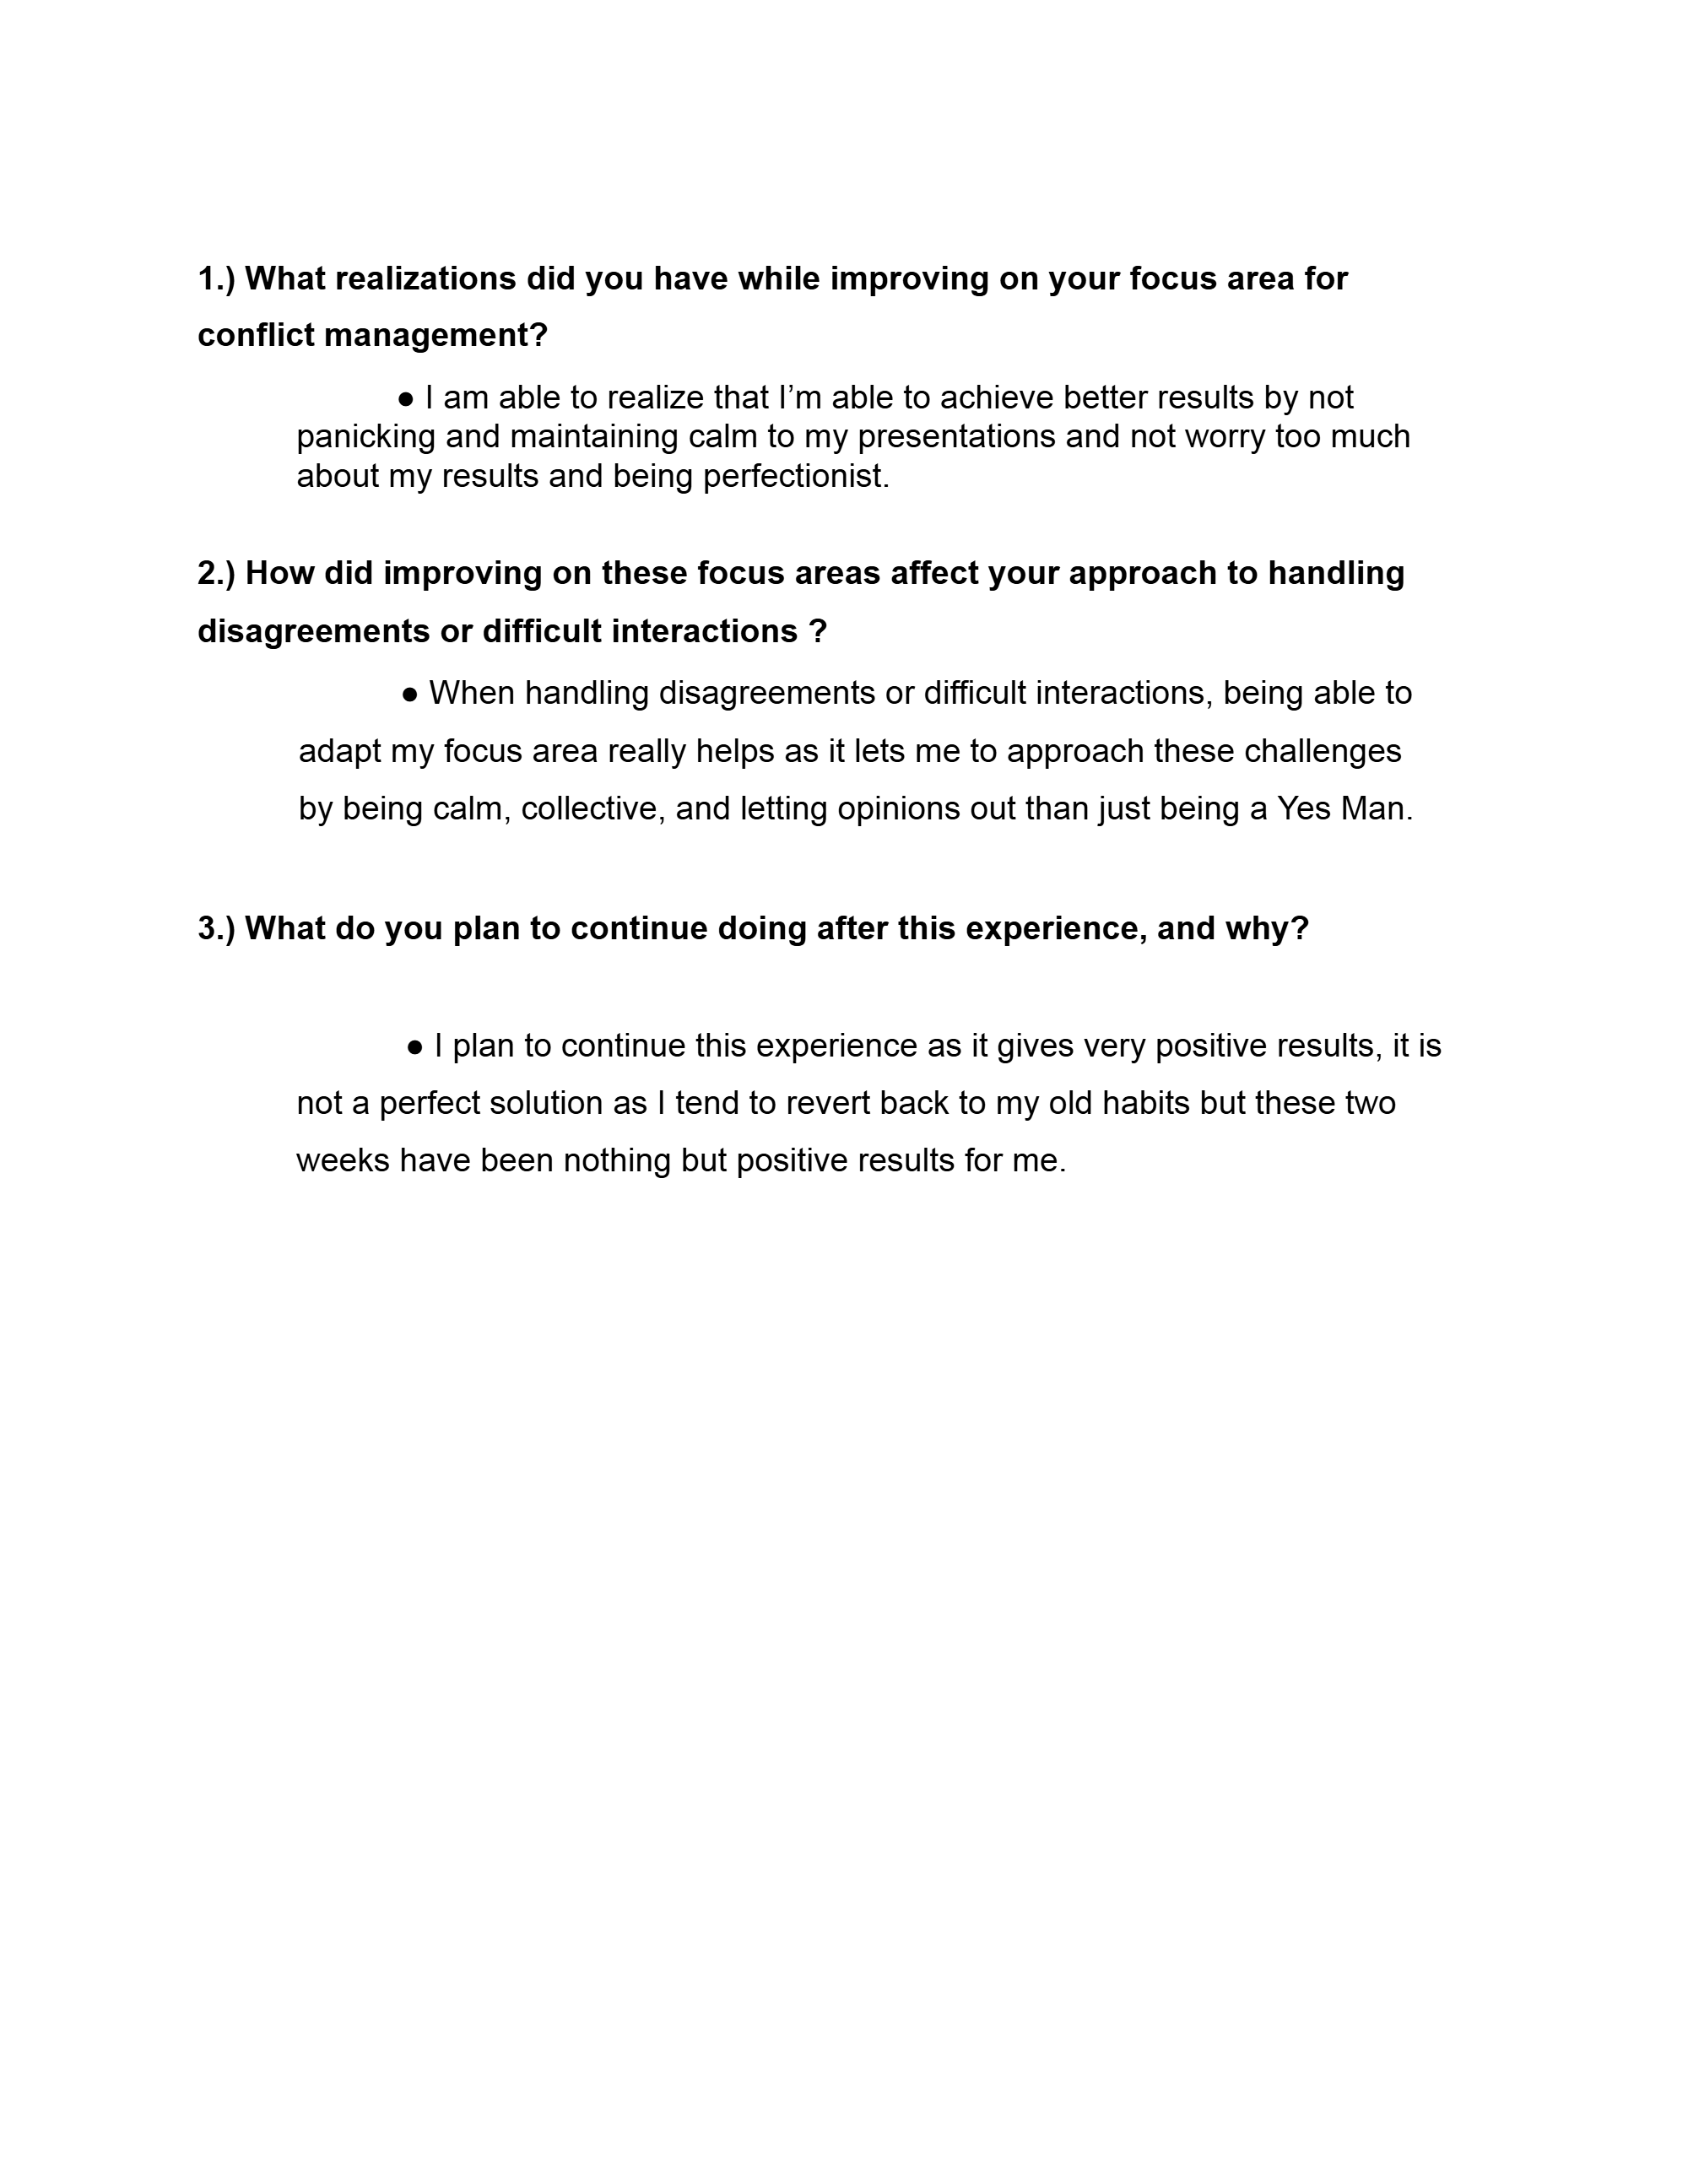 1.) What realizations did you have while improving on your focus area for
conflict management?
● I am able to realize that I’m able to achieve better results by not
panicking and maintaining calm to my presentations and not worry too much
about my results and being perfectionist.
2.) How did improving on these focus areas affect your approach to handling
disagreements or difficult interactions ?
● When handling disagreements or difficult interactions, being able to
adapt my focus area really helps as it lets me to approach these challenges
by being calm, collective, and letting opinions out than just being a Yes Man.
3.) What do you plan to continue doing after this experience, and why?
● I plan to continue this experience as it gives very positive results, it is
not a perfect solution as I tend to revert back to my old habits but these two
weeks have been nothing but positive results for me.